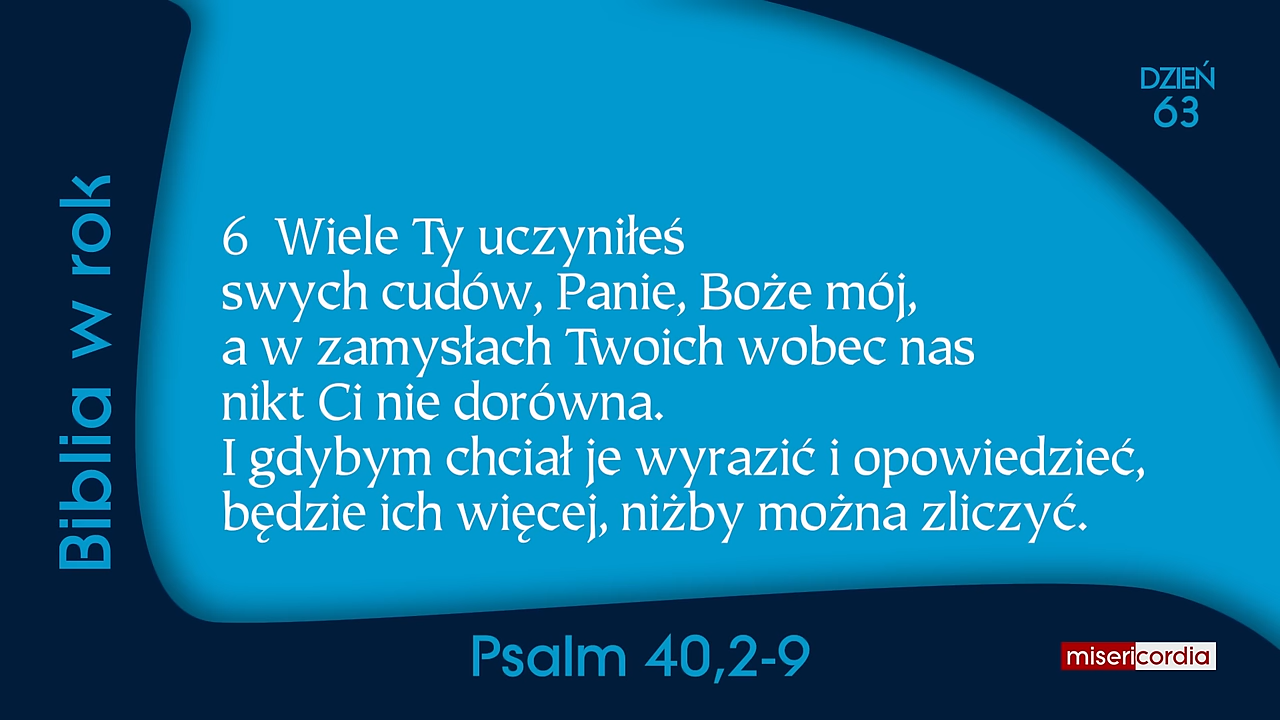 Biblia w rok
DZIEŃ
63
6 Wiele Ty uczyniłeś
swych cudów, Panie, Boże mój,
a w zamysłach Twoich wobec nas
nikt Ci nie dorówna.
I gdybym chciał je wyrazić i opowiedzieć,
będzie ich więcej, niżby można zliczyć.
Psalm 40,2-9
misericordia